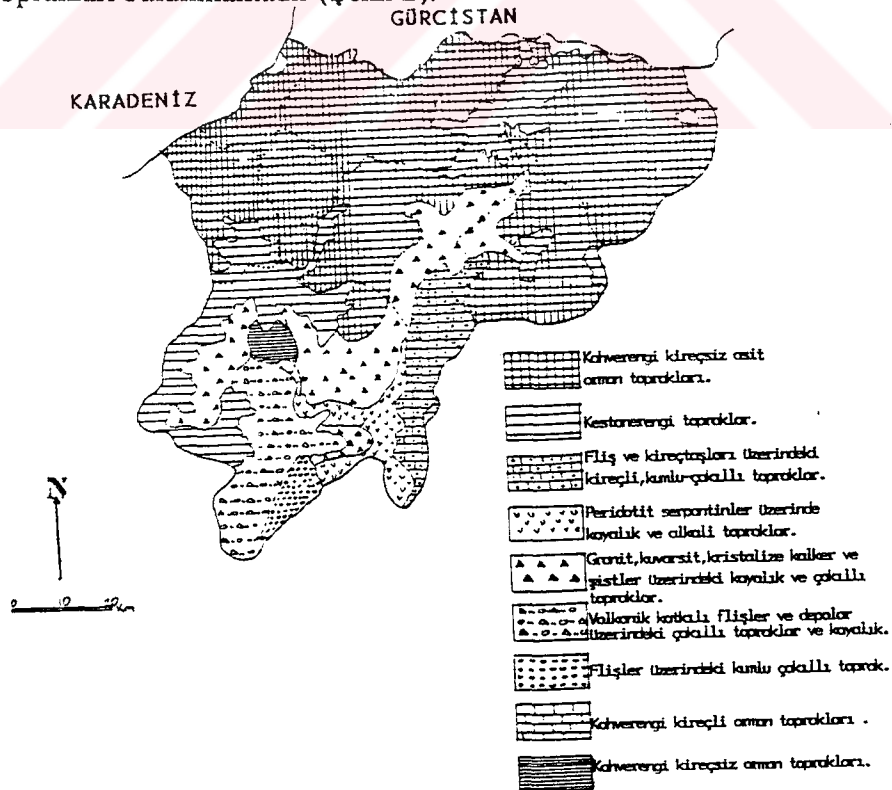 GÜRCİSTAN
KARADENİZ
Kahverengi kireçsiz asit
orman toprakları.
Kestanerengi topraklar.
Fliş ve kireçtaşları üzerindeki
kireçli,kumlu-çakıllı topraklar.
Peridotit serpantinler üzerinde
kayalık ve alkali topraklar.
Granit,kuvarsit,kristalize kalker ve
şistler üzerindeki kayalık ve çakıllı
topraklar.
Volkanik katkılı flişler ve depolar
üzerindeki çakıllı topraklar ve kayalık.
Flişler üzerindeki kumlu çakıllı toprak.
Kahverengi kireçli orman toprakları .
Kahverengi kireçsiz orman toprakları.
N
0 10 20km